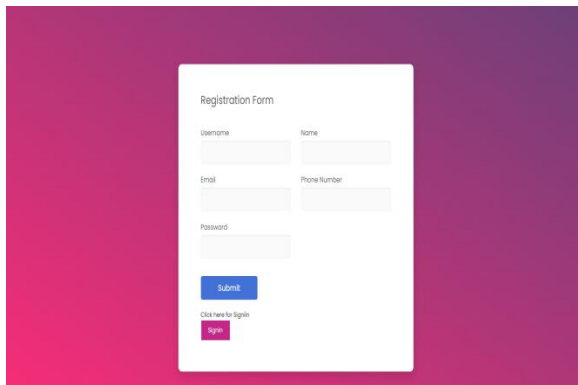 Registration Form
Username Name
Email Phone Number
Password
Submit
Click here for Signin
Signin